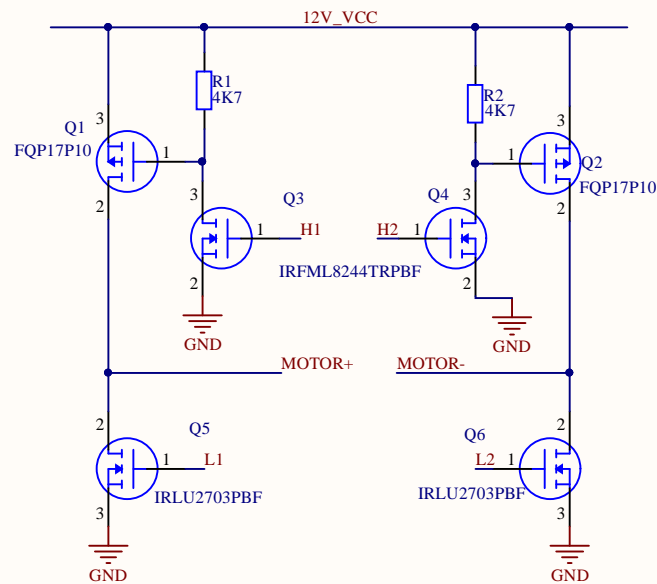 12V_VCC
R1
4K7
R2
4K7
3
Q1
FQP17P10
1
2
3
Q3
1
H1
2
IRFML8244TRPBF
GND
Q4
3
H2
1
2
GND
3
1
Q2
FQP17P10
2
MOTOR+
MOTOR-
2
Q5
1
L1
IRLU2703PBF
3
GND
2
Q6
L2
1
IRLU2703PBF
3
GND